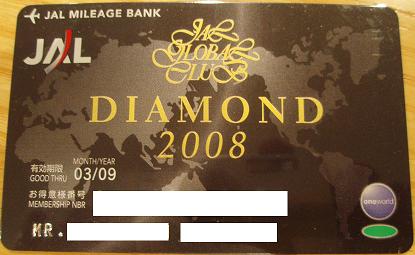 JAL MILEAGE BANK
JAL
JAL
GLOBAL
CLUB
DIAMOND
2008
有効期限 MONTH/YEAR
GOOD THRU 03/09
お得意様番号
MEMBERSHIP NBR
MR.
oneworld